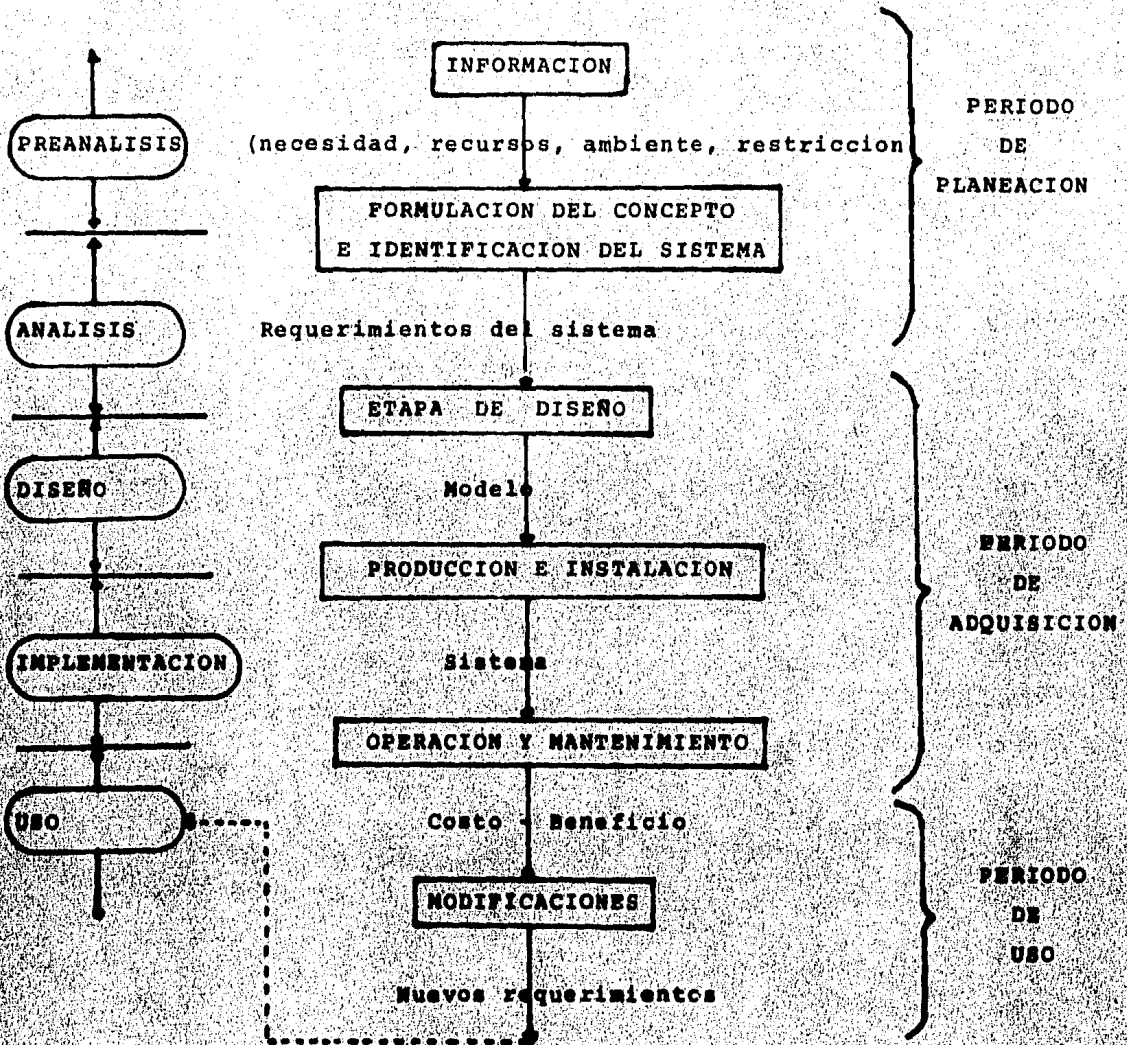 INFORMACION
PREANALISIS
(necesidad, recursos, ambiente, restriccion
PERIODO
DE
PLANEACION
FORMULACION DEL CONCEPTO
E IDENTIFICACION DEL SISTEMA
ANALISIS
Requerimientos del sistema
ETAPA DE DISEÑO
DISEÑO
Modelo
PRODUCCION E INSTALACION
PERIODO
DE
ADQUISICION
IMPLEMENTACION
Sistema
OPERACION Y MANTENIMIENTO
USO
Costo - Beneficio
MODIFICACIONES
PERIODO
DE
USO
Nuevos requerimientos